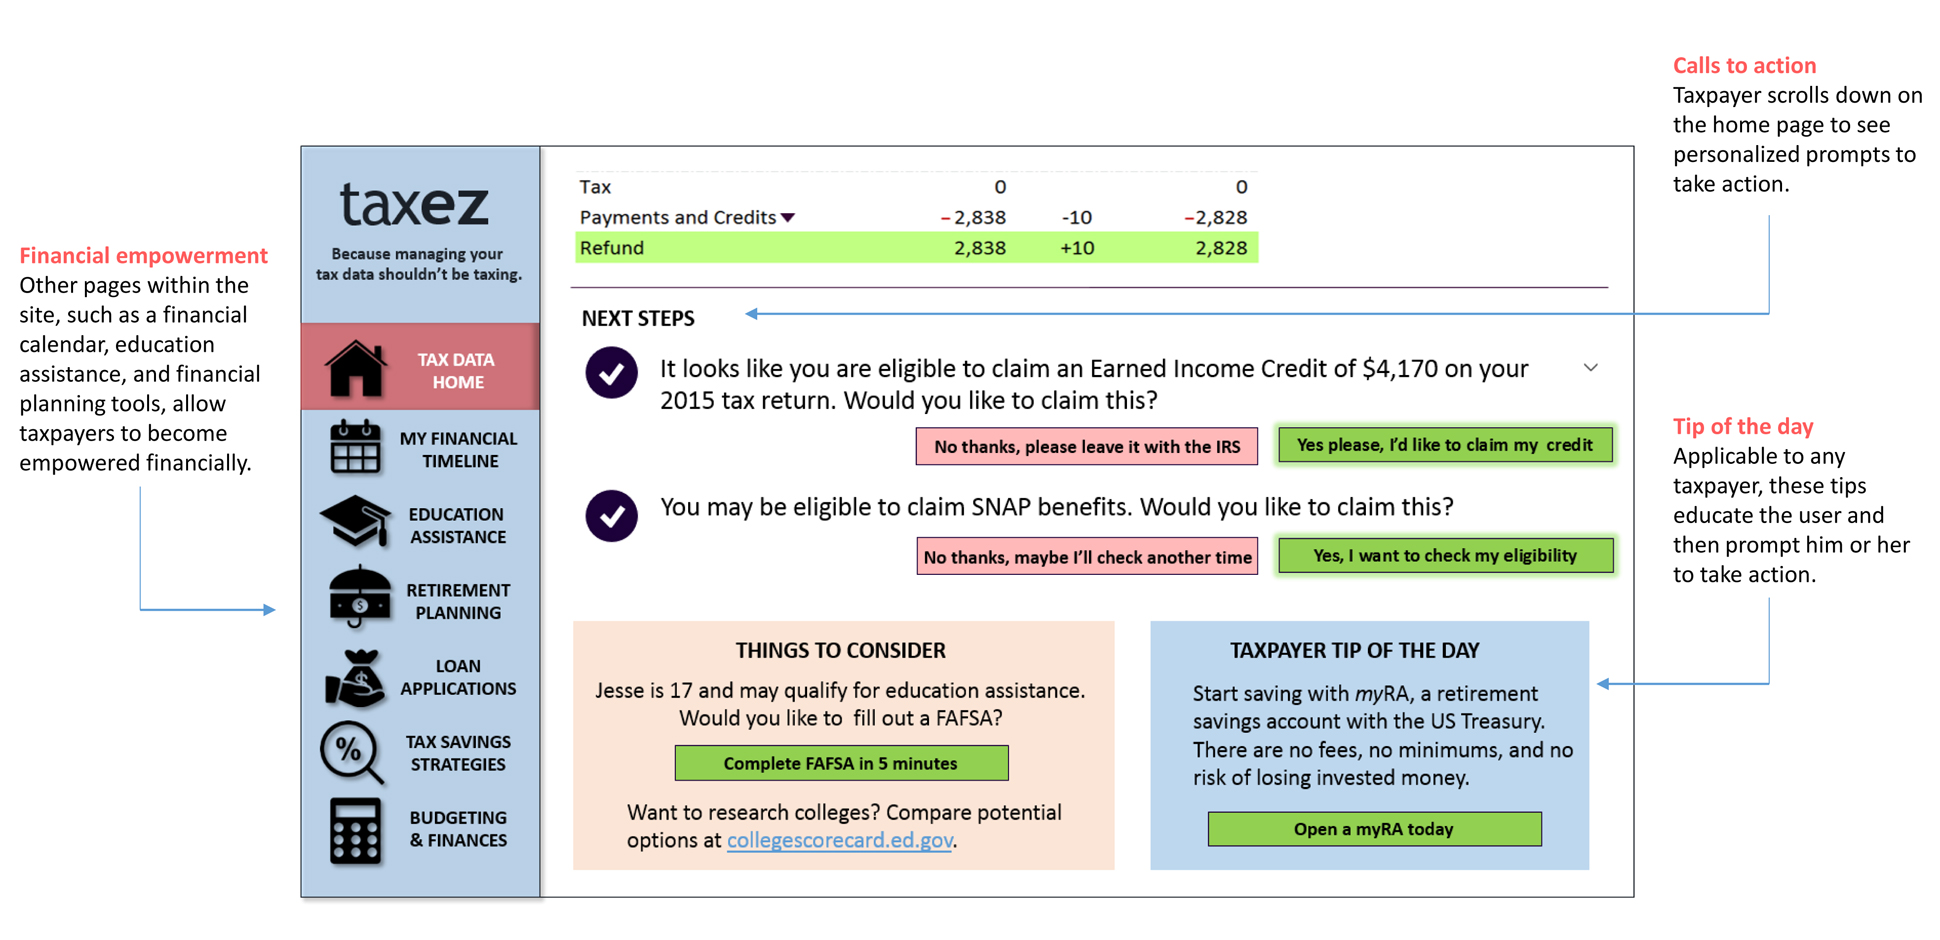 Calls to action
Taxpayer scrolls down on
the home page to see
personalized prompts to
take action.
Financial empowerment
Other pages within the
site, such as a financial
calendar, education
assistance, and financial
planning tools, allow
taxpayers to become
empowered financially.
taxez
Because managing your
tax data shouldn't be taxing.
TAX DATA
HOME
MY FINANCIAL
TIMELINE
EDUCATION
ASSISTANCE
$
RETIREMENT
PLANNING
$
LOAN
APPLICATIONS
%
TAX SAVINGS
STRATEGIES
BUDGETING
& FINANCES
Tax 0 0
Payments and Credits −2,838 -10 −2,828
Refund 2,838 +10 2,828
NEXT STEPS
It looks like you are eligible to claim an Earned Income Credit of $4,170 on your
2015 tax return. Would you like to claim this?
No thanks, please leave it with the IRS Yes please, I'd like to claim my credit
You may be eligible to claim SNAP benefits. Would you like to claim this?
No thanks, maybe I'll check another time Yes, I want to check my eligibility
THINGS TO CONSIDER
Jesse is 17 and may qualify for education assistance.
Would you like to fill out a FAFSA?
Complete FAFSA in 5 minutes
Want to research colleges? Compare potential
options at collegescorecard.ed.gov.
TAXPAYER TIP OF THE DAY
Start saving with myRA, a retirement
savings account with the US Treasury.
There are no fees, no minimums, and no
risk of losing invested money.
Open a myRA today
Tip of the day
Applicable to any
taxpayer, these tips
educate the user and
then prompt him or her
to take action.